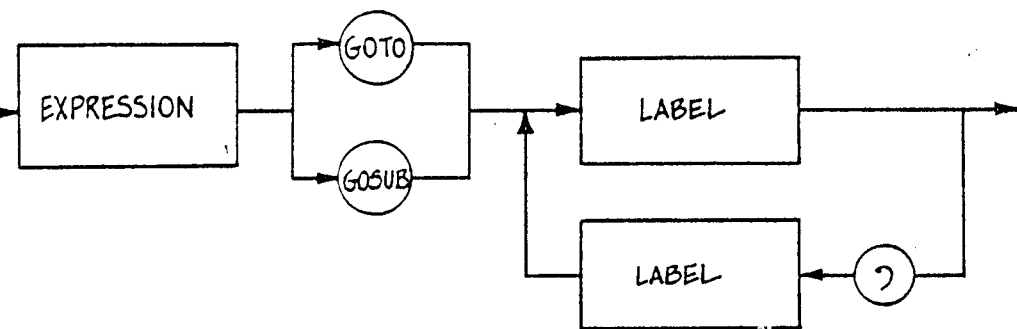 EXPRESSION
GOTO
GOSUB
LABEL
LABEL
,